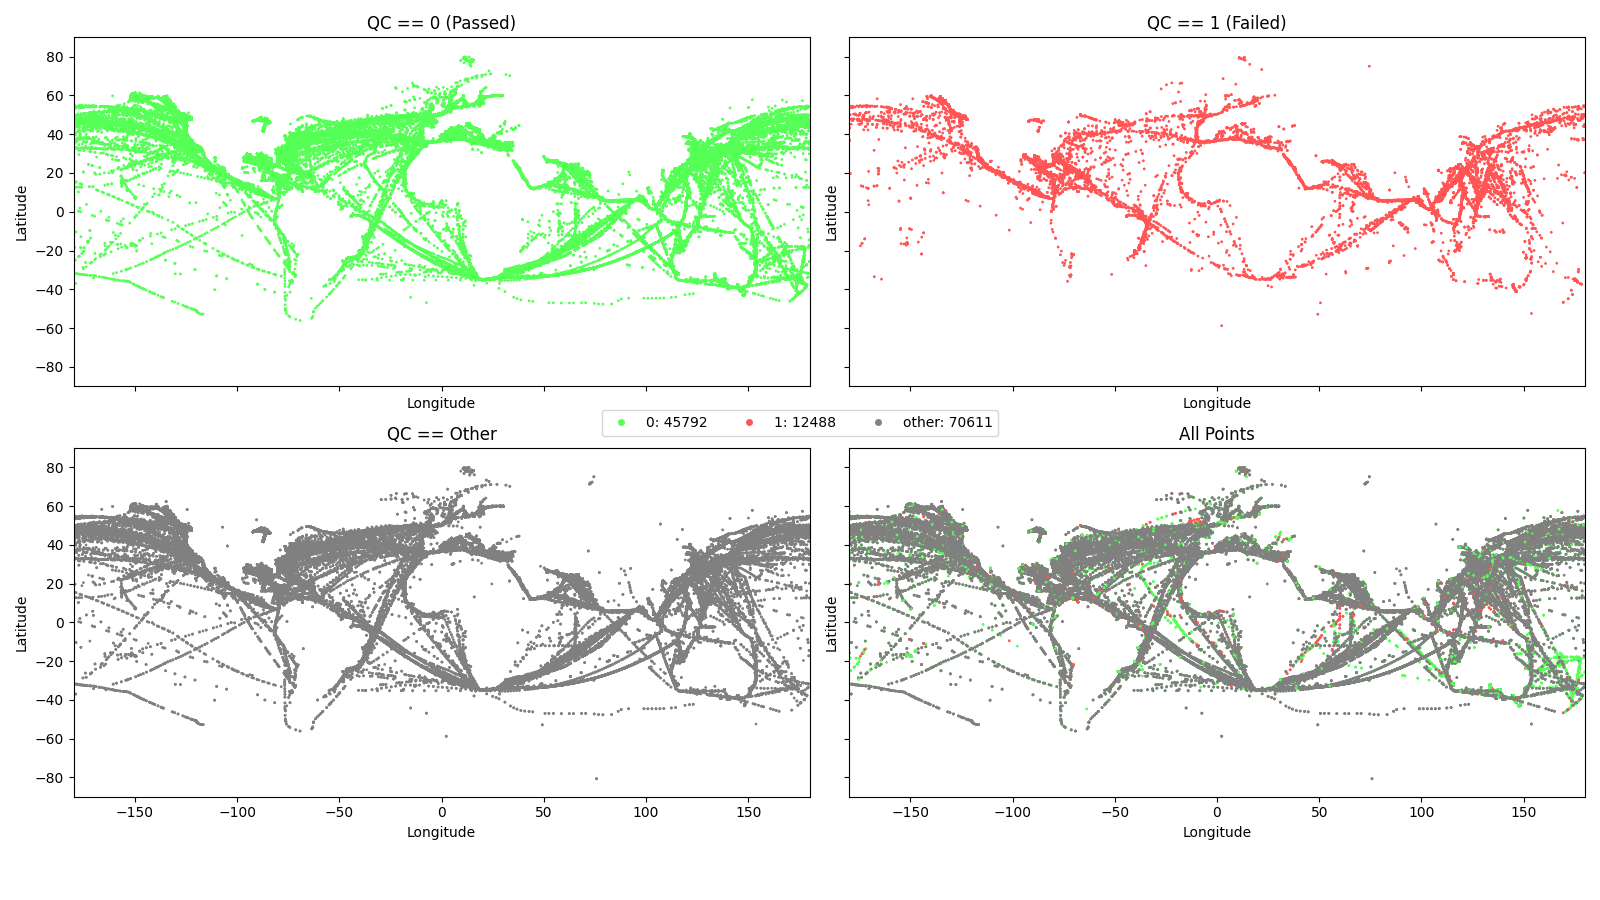 QC == 0 (Passed)
QC == 1 (Failed)
80
60
40
20
0
−20
−40
−60
−80
Latitude
Latitude
Longitude
Longitude
0: 45792 1: 12488 other: 70611
QC == Other
All Points
80
60
40
20
0
−20
−40
−60
−80
Latitude
Latitude
−150 −100 −50 0 50 100 150
−150 −100 −50 0 50 100 150
Longitude
Longitude